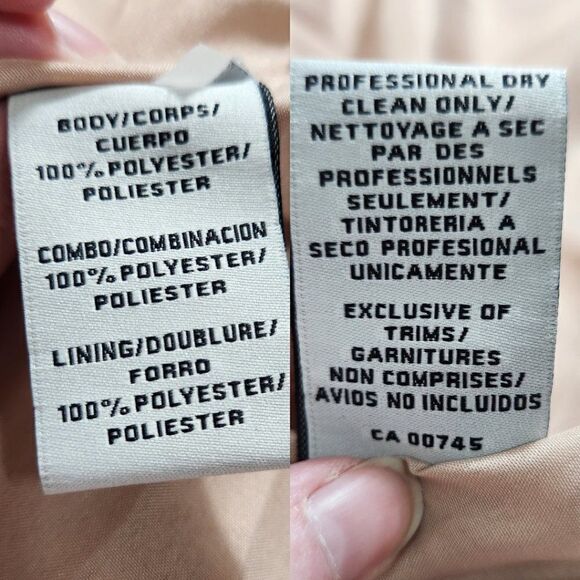 BODY/CORPS/
CUERPO
100% POLYESTER/
POLIESTER
COMBO/COMBINACION
100% POLYESTER/
POLIESTER
LINING/DOUBLURE/
FORRO
100% POLYESTER/
POLIESTER
PROFESSIONAL DRY
CLEAN ONLY/
NETTOYAGE A SEC
PAR DES
PROFESSIONNELS
SEULEMENT/
TINTORERIA A
SECO PROFESIONAL
UNICAMENTE
EXCLUSIVE OF
TRIMS/
GARNITURES
NON COMPRISES/
AVIOS NO INCLUIDOS
CA 00745